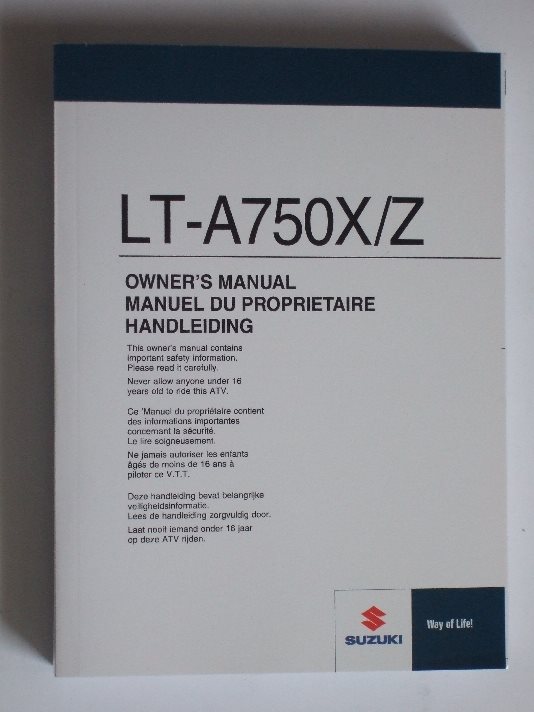 LT-A750X/Z
OWNER'S MANUAL
MANUEL DU PROPRIETAIRE
HANDLEIDING
This owner's manual contains
important safety information.
Please read it carefully.
Never allow anyone under 16
years old to ride this ATV.
Ce 'Manuel du propriétaire contient
des informations importantes
concernant la sécurité.
Le lire soigneusement.
Ne jamais autoriser les enfants
âgés de moins de 16 ans à
piloter ce V.T.T.
Deze handleiding bevat belangrijke
veiligheidsinformatie.
Lees de handleiding zorgvuldig door.
Laat nooit iemand onder 16 jaar
op deze ATV rijden.
SUZUKI
Way of Life!